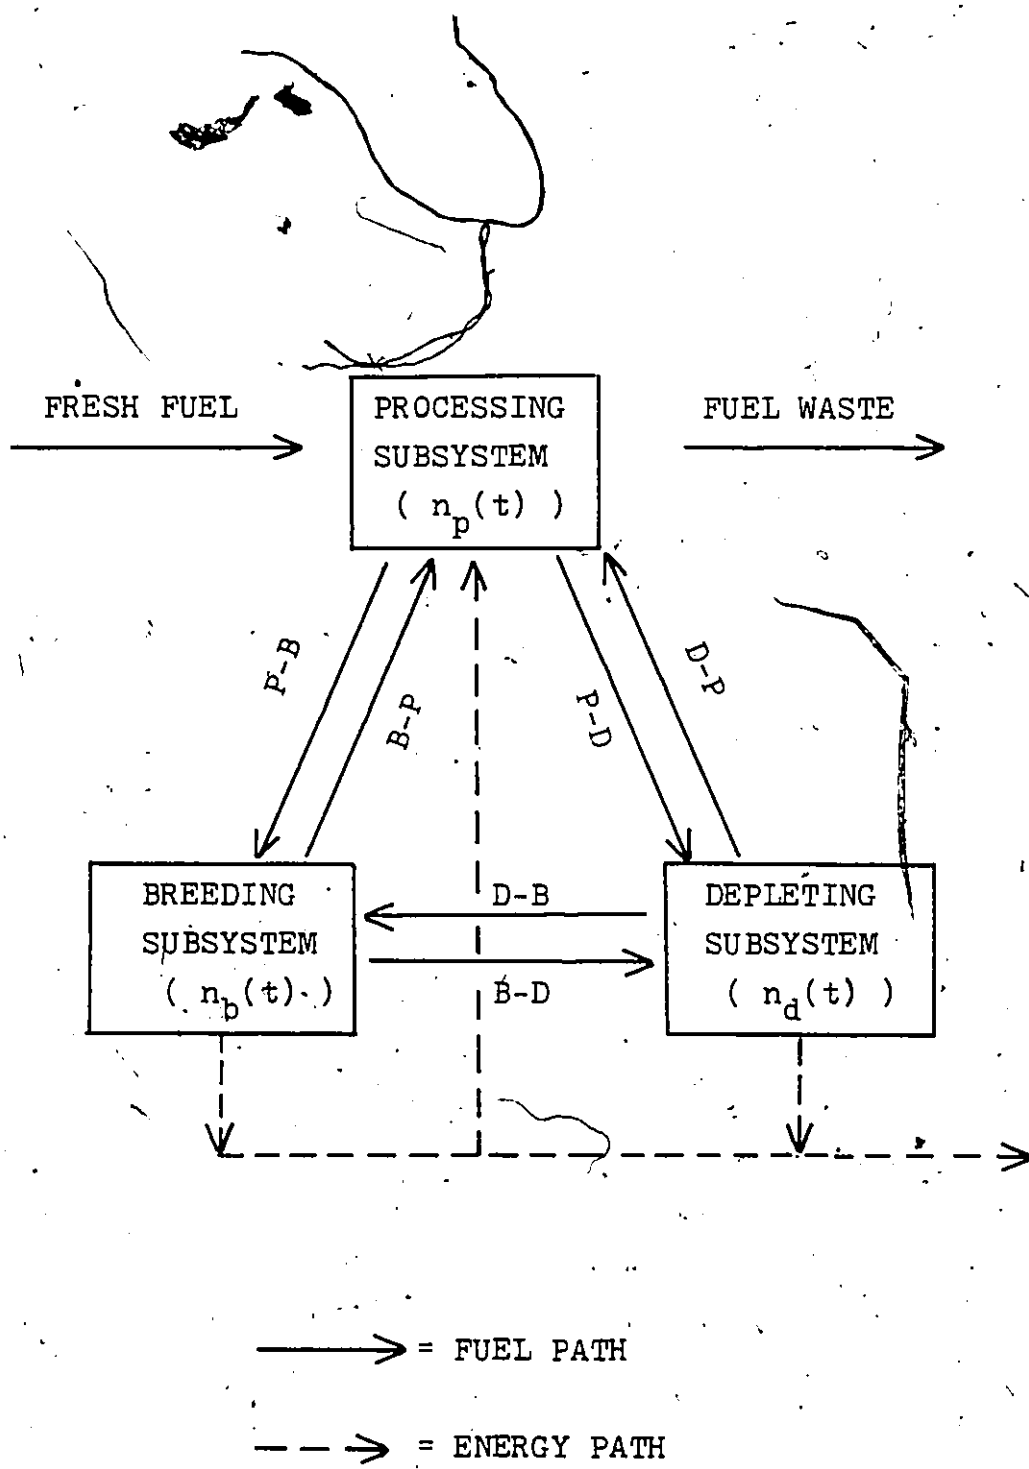 FRESH FUEL
PROCESSING
SUBSYSTEM
( n_p(t) )
FUEL WASTE
P-B
B-P
P-D
D-P
BREEDING
SUBSYSTEM
( n_b(t) )
D-B
B-D
DEPLETING
SUBSYSTEM
( n_d(t) )
= FUEL PATH
= ENERGY PATH